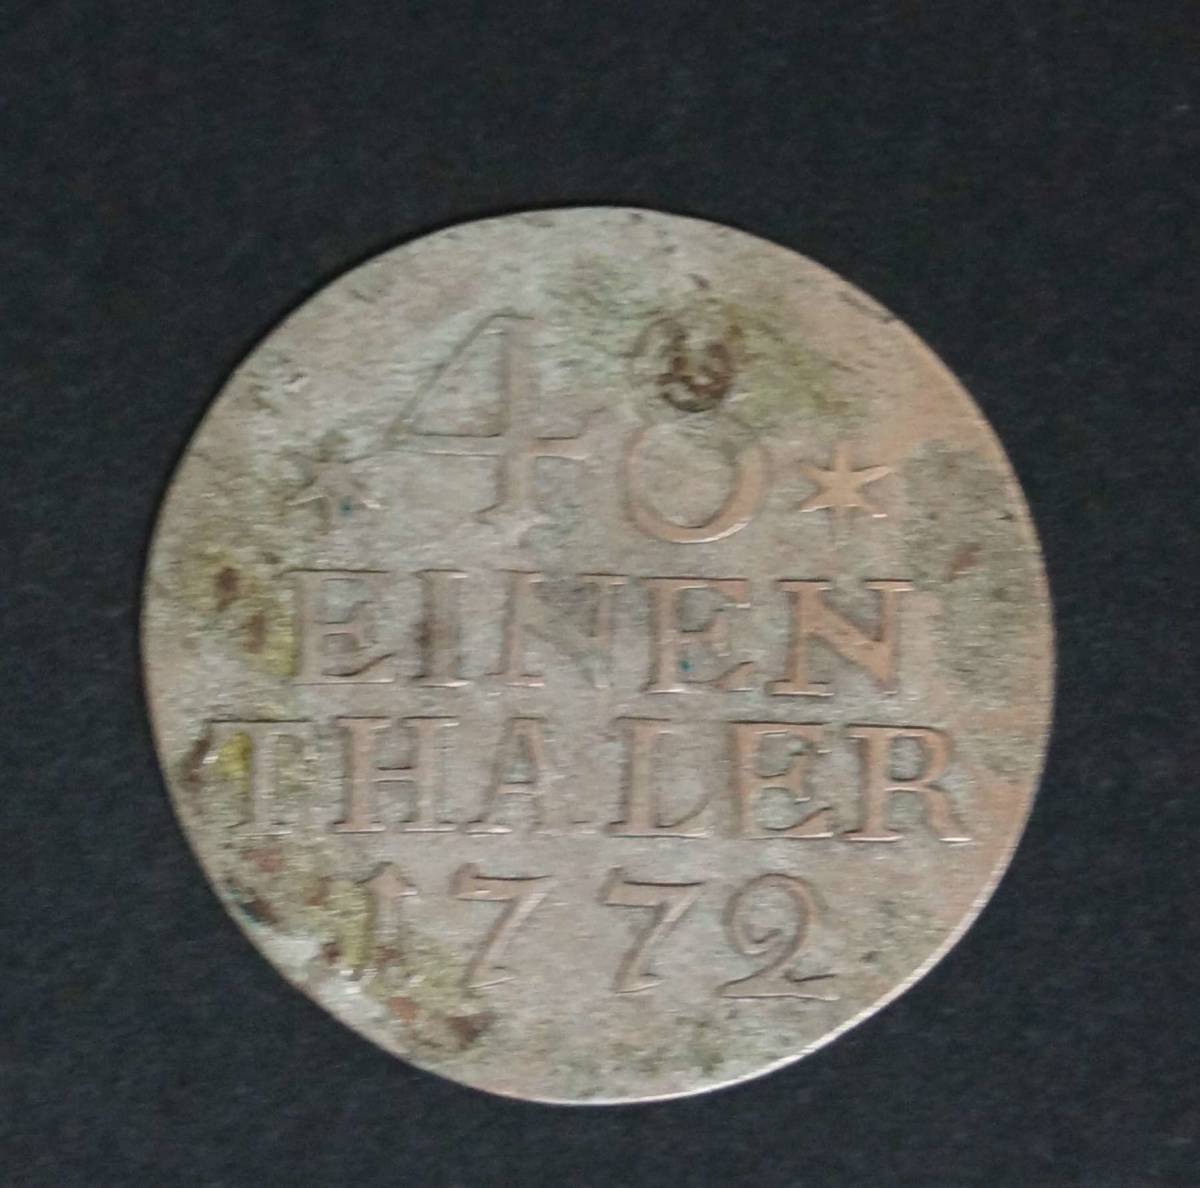 * 48 *
EINEN
THALER
1772